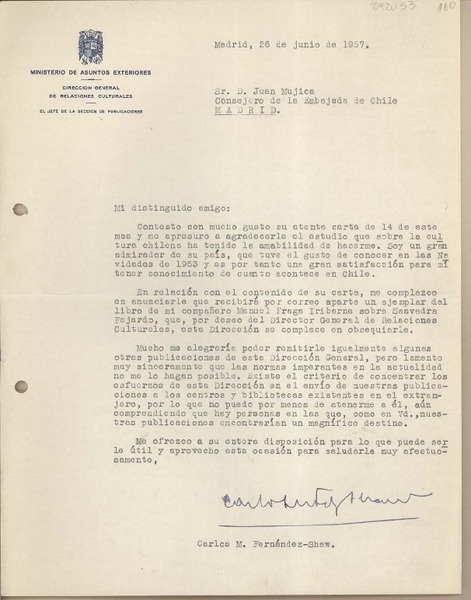 160
Madrid, 26 de junio de 1957.
MINISTERIO DE ASUNTOS EXTERIORES
DIRECCION GENERAL
DE RELACIONES CULTURALES
EL JEFE DE LA SECCION DE PUBLICACIONES
Sr. D. Juan Mujica
Consejero de la Embajada de Chile
M A D R I D.
Mi distinguido amigo:
Contesto con mucho gusto su atenta carta de 14 de este
mes y me apresuro a agradecerle el estudio que sobre la cul
tura chilena ha tenido la amabilidad de hacerme. Soy un gran
admirador de su país, que tuve el gusto de conocer en las Na
vidades de 1953 y es por tanto una gran satisfacción para mí
tener conocimiento de cuanto acontece en Chile.
En relación con el contenido de su carta, me complazco
en anunciarle que recibirá por correo aparte un ejemplar del
libro de mi compañero Manuel Fraga Iribarne sobre Saavedra
Fajardo, que, por deseo del Director General de Relaciones
Culturales, esta Dirección se complace en obsequiarle.
Mucho me alegraría poder remitirle igualmente algunas
otras publicaciones de esta Dirección General, pero lamento
muy sinceramente que las normas imperantes en la actualidad
no me lo hagan posible. Existe el criterio de concentrar los
esfuerzos de esta Dirección en el envío de nuestras publica-
ciones a los centros y bibliotecas existentes en el extran-
jero, por lo que no puedo por menos de atenerme a él, aún
comprendiendo que hay personas en las que, como en Vd.,nues-
tras publicaciones encontrarían un magnífico destino.
Me ofrezco a su entera disposición para lo que pueda ser
le útil y aprovecho esta ocasión para saludarle muy afectuo-
samente,
Carlos M. Fernández-Shaw.